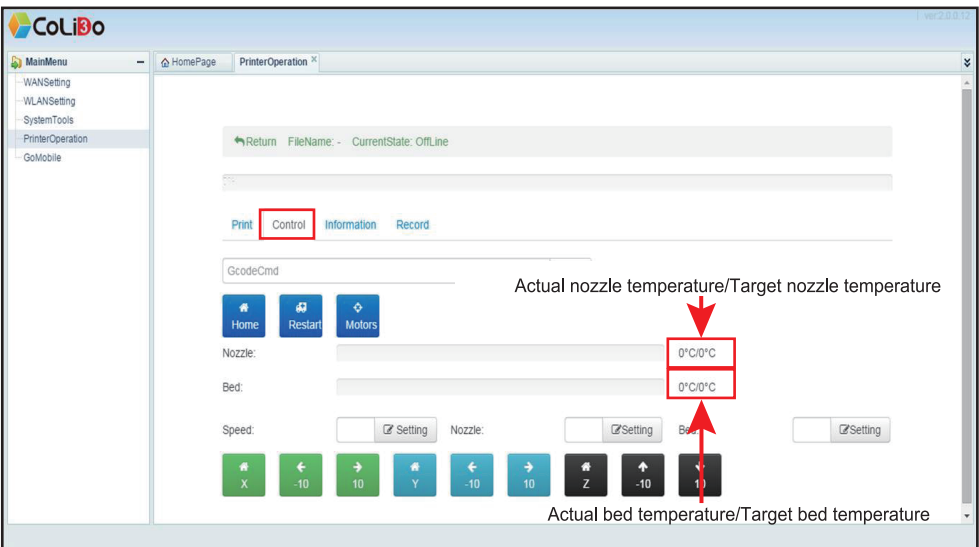 ver2.0.0.12
CoLiDo
MainMenu
HomePage
PrinterOperation
WANSetting
WLANSetting
SystemTools
PrinterOperation
GoMobile
Return FileName: - CurrentState: OffLine
Print Control Information Record
GcodeCmd
Actual nozzle temperature/Target nozzle temperature
Home Restart Motors
Nozzle: 0°C/0°C
Bed: 0°C/0°C
Speed: Setting Nozzle: Setting Setting
X -10 10 Y -10 10 Z -10 10
Actual bed temperature/Target bed temperature